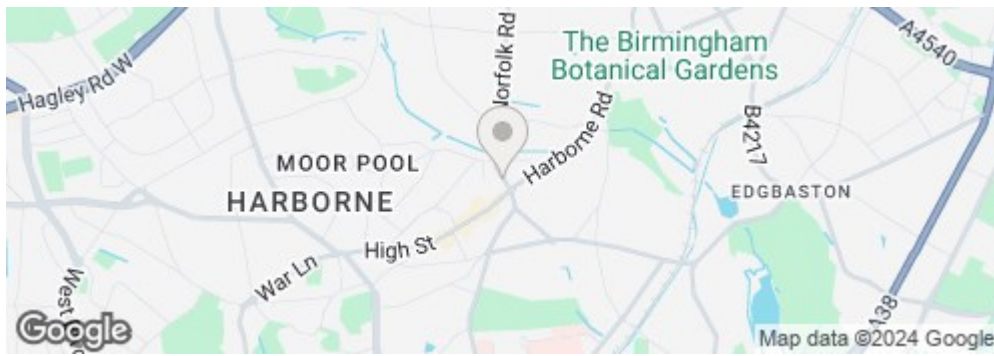 Norfolk Rd
The Birmingham
Botanical Gardens
A4540
Hagley Rd W
Harborne Rd
B4217
MOOR POOL
HARBORNE
EDGBASTON
High St
War Ln
West
A38
Google
Map data ©2024 Google